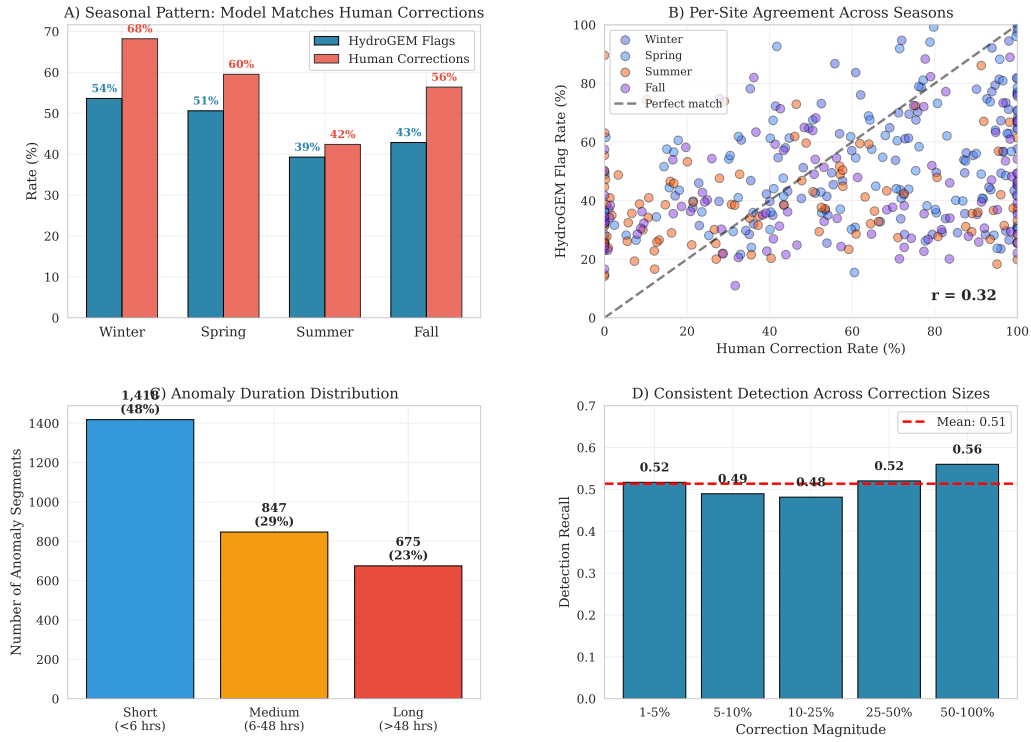 A) Seasonal Pattern: Model Matches Human Corrections
Rate (%)
70
60
50
40
30
20
10
0
HydroGEM Flags
Human Corrections
54%
68%
51%
60%
39%
42%
43%
56%
Winter
Spring
Summer
Fall
B) Per-Site Agreement Across Seasons
HydroGEM Flag Rate (%)
100
80
60
40
20
0
Winter
Spring
Summer
Fall
Perfect match
r = 0.32
0
20
40
60
80
100
Human Correction Rate (%)
C) Anomaly Duration Distribution
Number of Anomaly Segments
1400
1200
1000
800
600
400
200
0
1,418
(48%)
847
(29%)
675
(23%)
Short
(<6 hrs)
Medium
(6-48 hrs)
Long
(>48 hrs)
D) Consistent Detection Across Correction Sizes
Detection Recall
0.7
0.6
0.5
0.4
0.3
0.2
0.1
0.0
Mean: 0.51
0.52
0.49
0.48
0.52
0.56
1-5%
5-10%
10-25%
25-50%
50-100%
Correction Magnitude